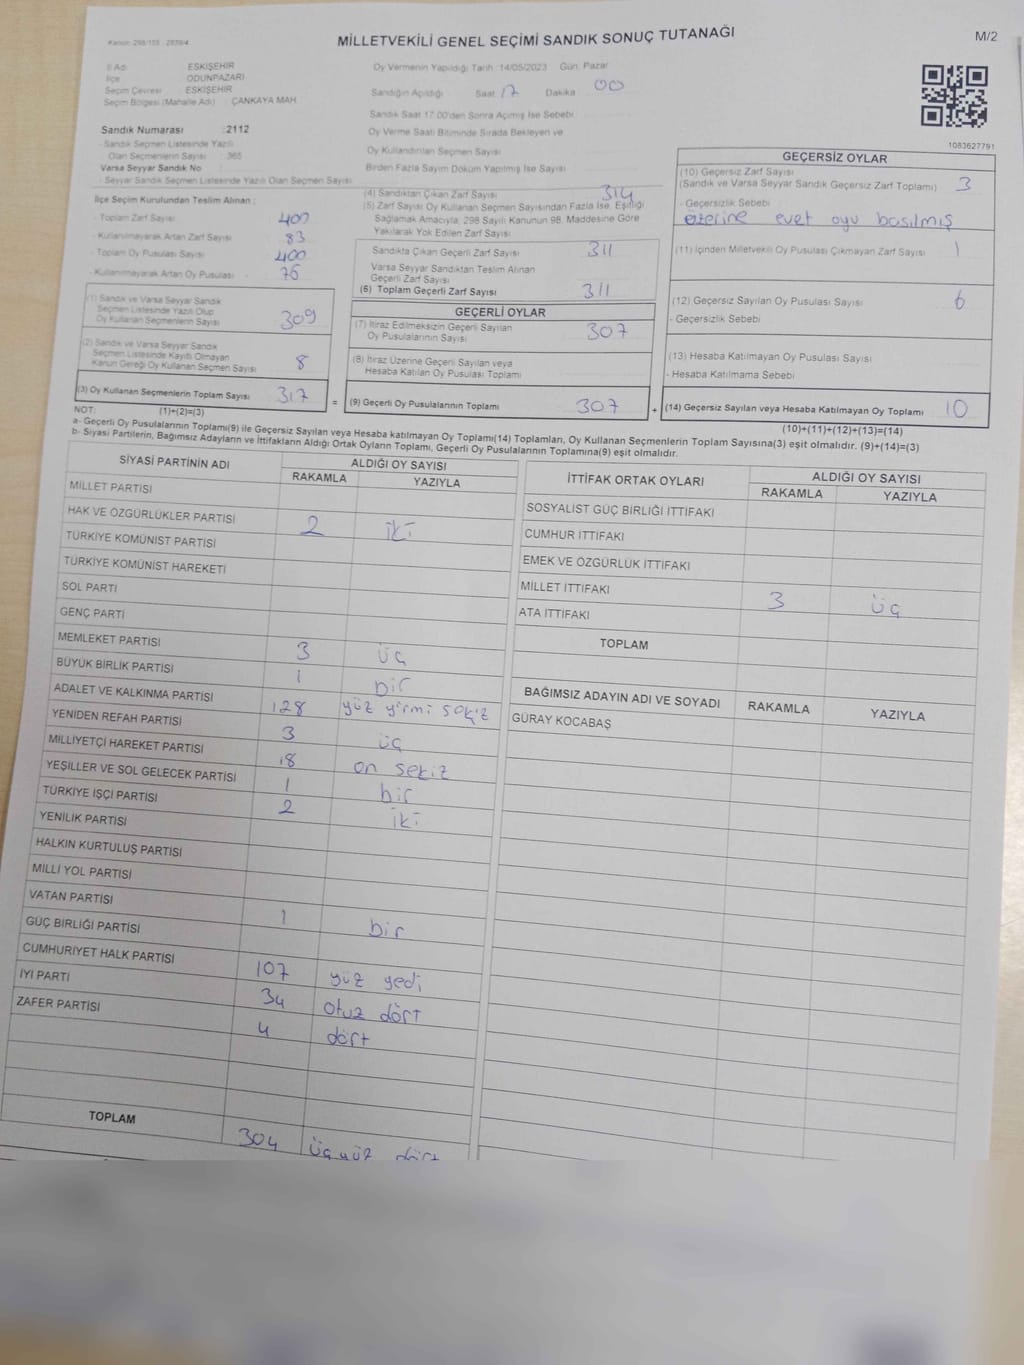 Kanun: 298/105 - 2839/4
MİLLETVEKİLİ GENEL SEÇİMİ SANDIK SONUÇ TUTANAĞI
M/2
İl Adı ESKİŞEHİR
İlçe ODUNPAZARI
Seçim Çevresi ESKİŞEHİR
Seçim Bölgesi (Mahalle Adı) ÇANKAYA MAH.
Sandık Numarası :2112
- Sandık Seçmen Listesinde Yazılı
Olan Seçmenlerin Sayısı : 365
Varsa Seyyar Sandık No
- Seyyar Sandık Seçmen Listesinde Yazılı Olan Seçmen Sayısı:
Oy Vermenin Yapıldığı Tarih :14/05/2023 Gün: Pazar
Sandığın Açıldığı Saat 17 Dakika 00
Sandık Saat 17.00'den Sonra Açımış İse Sebebi
Oy Verme Saati Bitiminde Sırada Bekleyen ve
Oy Kullandırılan Seçmen Sayısı
Birden Fazla Sayım Döküm Yapılmış İse Sayısı
1083627791
İlçe Seçim Kurulundan Teslim Alınan :
- Toplam Zarf Sayısı 400
- Kullanılmayarak Artan Zarf Sayısı 83
- Toplam Oy Pusulası Sayısı 400
- Kullanılmayarak Artan Oy Pusulası 76
(1) Sandık ve Varsa Seyyar Sandık
Seçmen Listesinde Yazılı Olup
Oy Kullanan Seçmenlerin Sayısı 309
(2) Sandık ve Varsa Seyyar Sandık
Seçmen Listesinde Kayıtlı Olmayan
Kanun Gereği Oy Kullanan Seçmen Sayısı 8
(3) Oy Kullanan Seçmenlerin Toplam Sayısı 317 =
(4) Sandıktan Çıkan Zarf Sayısı 314
(5) Zarf Sayısı Oy Kullanan Seçmen Sayısından Fazla İse, Eşitliği
Sağlamak Amacıyla, 298 Sayılı Kanunun 98. Maddesine Göre
Yakılarak Yok Edilen Zarf Sayısı
Sandıkta Çıkan Geçerli Zarf Sayısı 311
Varsa Seyyar Sandıktan Teslim Alınan
Geçerli Zarf Sayısı
(6) Toplam Geçerli Zarf Sayısı 311
GEÇERLİ OYLAR
(7) İtiraz Edilmeksizin Geçerli Sayılan
Oy Pusulalarının Sayısı 307
(8) İtiraz Üzerine Geçerli Sayılan veya
Hesaba Katılan Oy Pusulası Toplamı
(9) Geçerli Oy Pusulalarının Toplamı 307 +
GEÇERSİZ OYLAR
(10) Geçersiz Zarf Sayısı
(Sandık ve Varsa Seyyar Sandık Geçersiz Zarf Toplamı) 3
- Geçersizlik Sebebi
üzerine evet oyu basılmış
(11) İçinden Milletvekili Oy Pusulası Çıkmayan Zarf Sayısı 1
(12) Geçersiz Sayılan Oy Pusulası Sayısı 6
- Geçersizlik Sebebi
(13) Hesaba Katılmayan Oy Pusulası Sayısı
- Hesaba Katılmama Sebebi
(14) Geçersiz Sayılan veya Hesaba Katılmayan Oy Toplamı 10
NOT: (1)+(2)=(3)
(10)+(11)+(12)+(13)=(14)
a- Geçerli Oy Pusulalarının Toplamı(9) ile Geçersiz Sayılan veya Hesaba katılmayan Oy Toplamı(14) Toplamları, Oy Kullanan Seçmenlerin Toplam Sayısına(3) eşit olmalıdır. (9)+(14)=(3)
b- Siyasi Partilerin, Bağımsız Adayların ve İttifakların Aldığı Ortak Oyların Toplamı, Geçerli Oy Pusulalarının Toplamına(9) eşit olmalıdır.
SİYASİ PARTİNİN ADI ALDIĞI OY SAYISI
RAKAMLA YAZIYLA
MİLLET PARTİSİ
HAK VE ÖZGÜRLÜKLER PARTİSİ 2 iki
TÜRKİYE KOMÜNİST PARTİSİ
TÜRKİYE KOMÜNİST HAREKETİ
SOL PARTİ
GENÇ PARTİ
MEMLEKET PARTİSİ 3 üç
BÜYÜK BİRLİK PARTİSİ 1 bir
ADALET VE KALKINMA PARTİSİ 128 yüz yirmi sekiz
YENİDEN REFAH PARTİSİ 3 üç
MİLLİYETÇİ HAREKET PARTİSİ 18 on sekiz
YEŞİLLER VE SOL GELECEK PARTİSİ 1 bir
TÜRKİYE İŞÇİ PARTİSİ 2 iki
YENİLİK PARTİSİ
HALKIN KURTULUŞ PARTİSİ
MİLLİ YOL PARTİSİ
VATAN PARTİSİ 1 bir
GÜÇ BİRLİĞİ PARTİSİ
CUMHURİYET HALK PARTİSİ 107 yüz yedi
İYİ PARTİ 34 otuz dört
ZAFER PARTİSİ 4 dört
TOPLAM 304 üç yüz dört
İTTİFAK ORTAK OYLARI ALDIĞI OY SAYISI
RAKAMLA YAZIYLA
SOSYALİST GÜÇ BİRLİĞİ İTTİFAKI
CUMHUR İTTİFAKI
EMEK VE ÖZGÜRLÜK İTTİFAKI
MİLLET İTTİFAKI 3 üç
ATA İTTİFAKI
TOPLAM
BAĞIMSIZ ADAYIN ADI VE SOYADI RAKAMLA YAZIYLA
GÜRAY KOCABAŞ